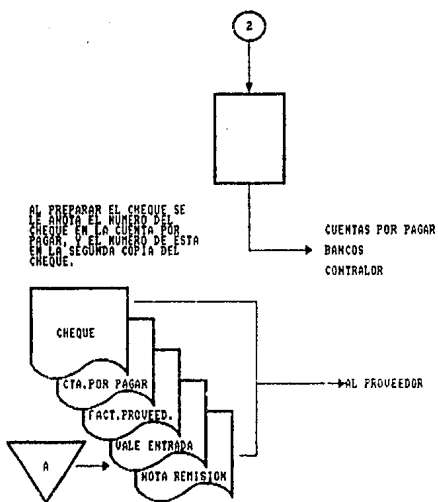 2
AL PREPARAR EL CHEQUE SE
LE ANOTA EL NUMERO DEL
CHEQUE EN LA CUENTA POR
PAGAR, Y EL NUMERO DE ESTA
EN LA SEGUNDA COPIA DEL
CHEQUE.
CUENTAS POR PAGAR
BANCOS
CONTRALOR
CHEQUE
CTA.POR PAGAR
FACT.PROVEED.
VALE ENTRADA
NOTA REMISION
A
AL PROVEEDOR